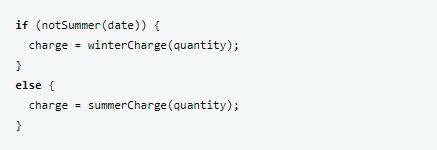 if (notSummer(date)) {
  charge = winterCharge(quantity);
}
else {
  charge = summerCharge(quantity);
}